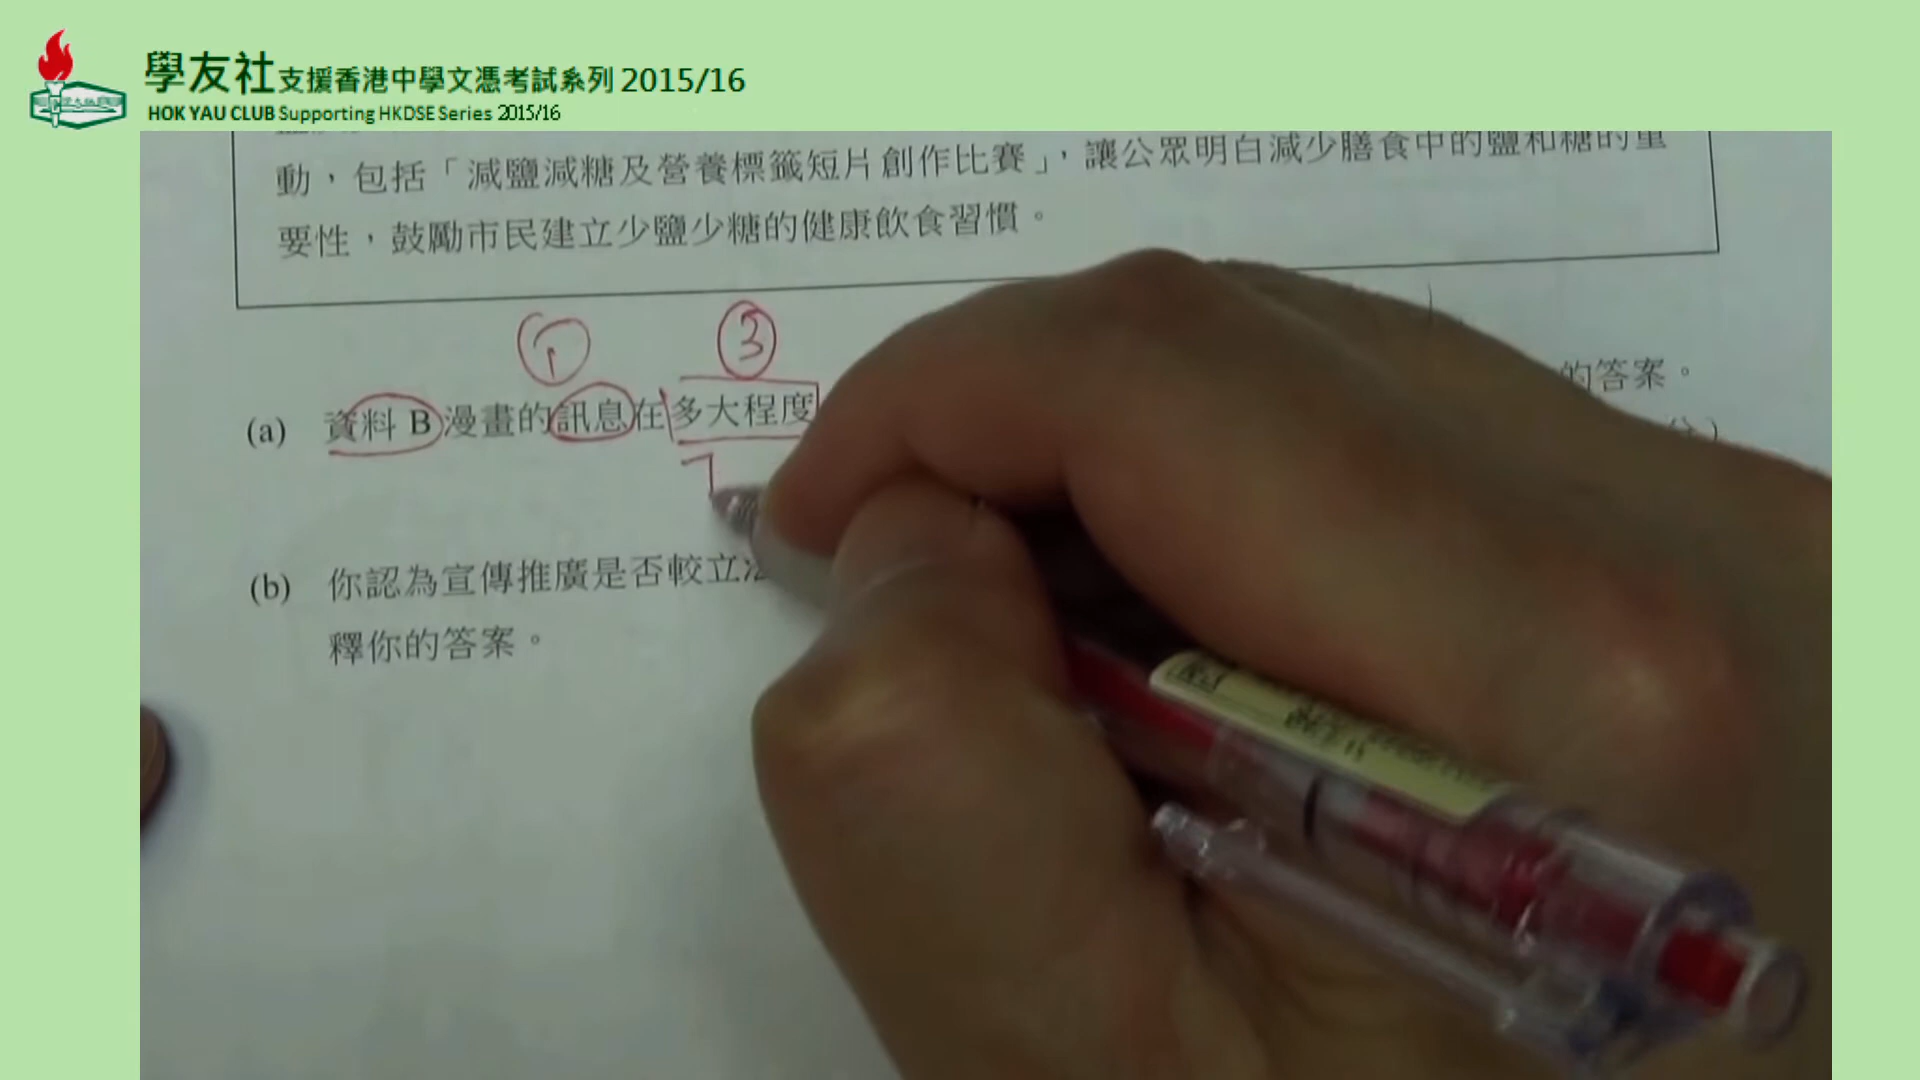 學友社支援香港中學文憑考試系列 2015/16
HOK YAU CLUB Supporting HKDSE Series 2015/16
動，包括「減鹽減糖及營養標籤短片創作比賽」，讓公眾明白減少膳食中的鹽和糖的重
要性，鼓勵市民建立少鹽少糖的健康飲食習慣。
① ③
(a) 資料 B 漫畫的訊息在多大程度
的答案。
(b) 你認為宣傳推廣是否較立法
釋你的答案。